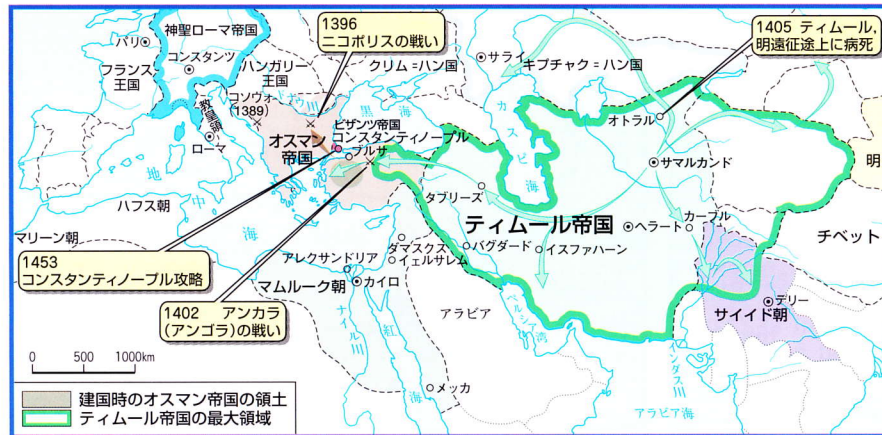 神聖ローマ帝国
パリ
コンスタンツ
フランス
王国
ハンガリー
王国
1396
ニコポリスの戦い
サライ
クリム=ハン国
キプチャク=ハン国
1405 ティムール,
明遠征途上に病死
教皇領
コソヴォ
(1389)
ドナウ川
黒海
カスピ海
オトラル
ローマ
オスマン
帝国
ビザンツ帝国
コンスタンティノープル
ブルサ
サマルカンド
明
地中海
タブリーズ
ティムール帝国
ヘラート
カーブル
ハフス朝
マリーン朝
ダマスクス
イェルサレム
バグダード
イスファハーン
チベット
1453
コンスタンティノープル攻略
アレクサンドリア
マムルーク朝
カイロ
1402 アンカラ
(アンゴラ)の戦い
アラビア
ペルシア湾
サイイド朝
デリー
ナイル川
紅海
インダス川
メッカ
アラビア海
0 500 1000km
建国時のオスマン帝国の領土
ティムール帝国の最大領域